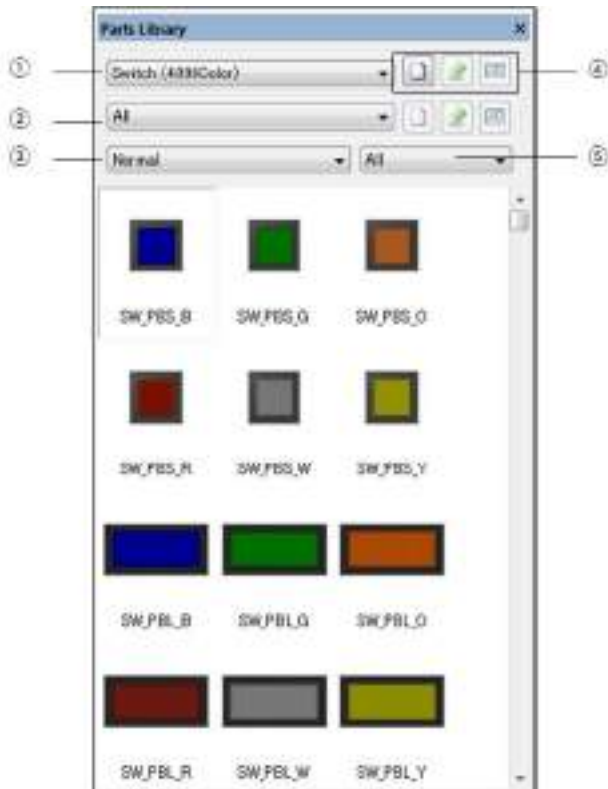 Parts Library ×
① Switch (4096Color) ④
② All
③ Normal All ⑤
SW_PBS_B SW_PBS_G SW_PBS_O
SW_PBS_R SW_PBS_W SW_PBS_Y
SW_PBL_B SW_PBL_G SW_PBL_O
SW_PBL_R SW_PBL_W SW_PBL_Y